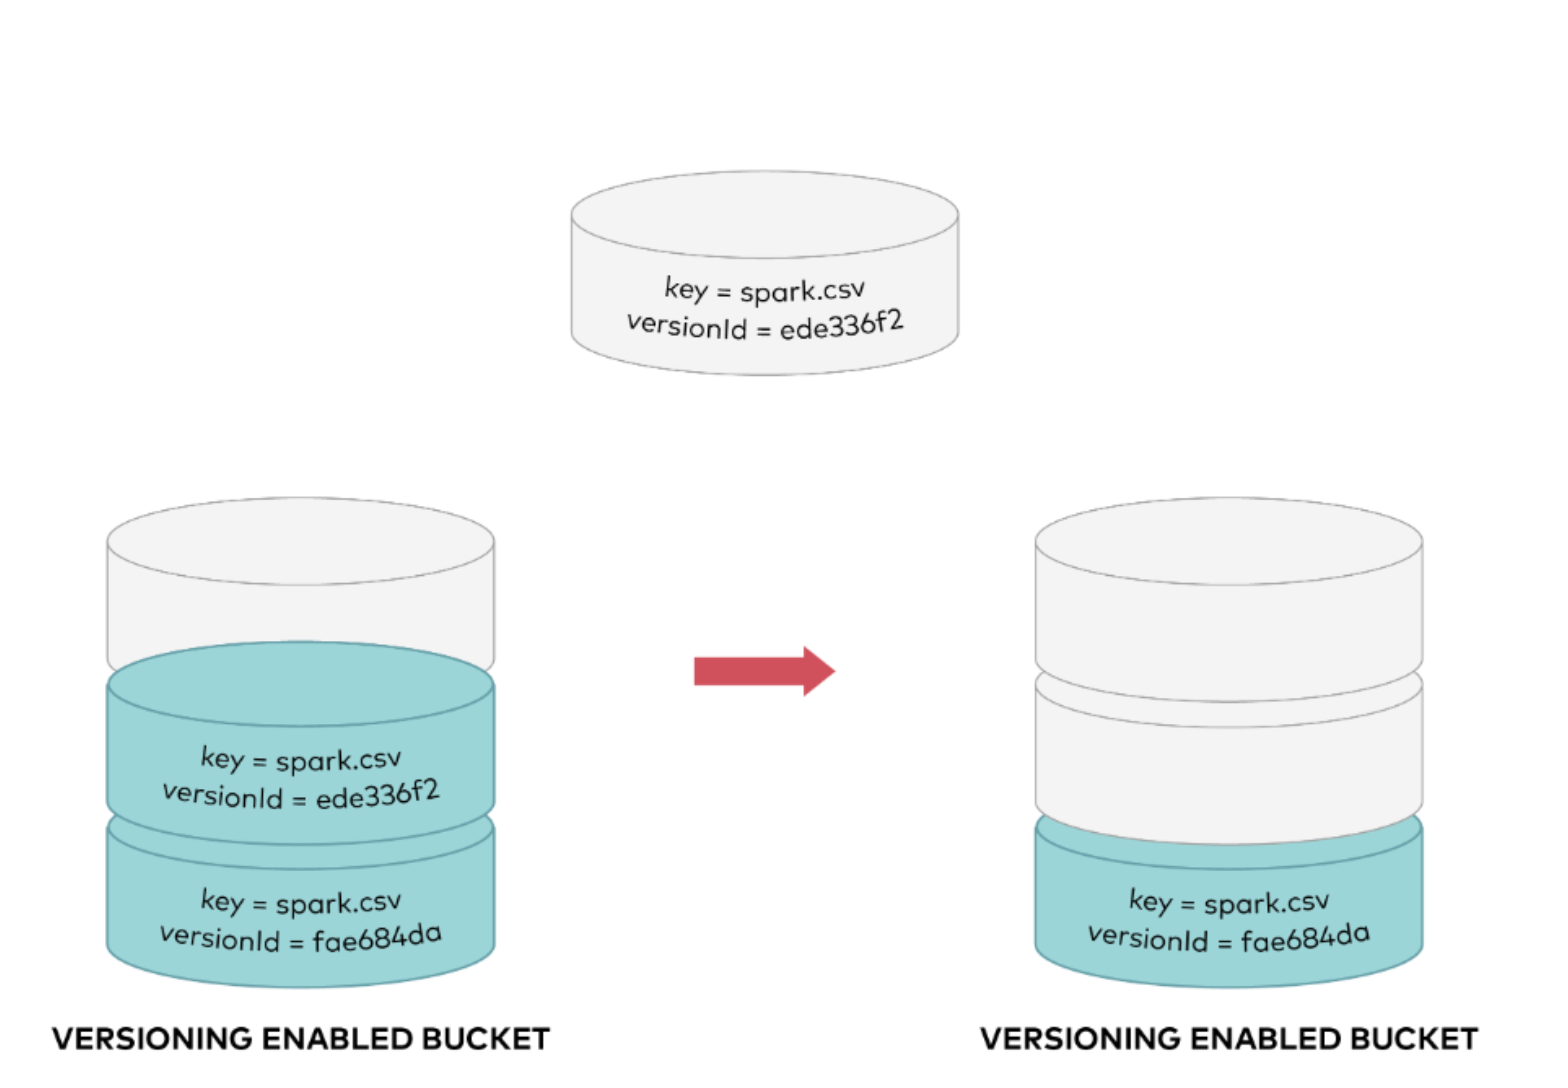 key = spark.csv
versionId = ede336f2
key = spark.csv
versionId = ede336f2
key = spark.csv
versionId = fae684da
VERSIONING ENABLED BUCKET
key = spark.csv
versionId = fae684da
VERSIONING ENABLED BUCKET